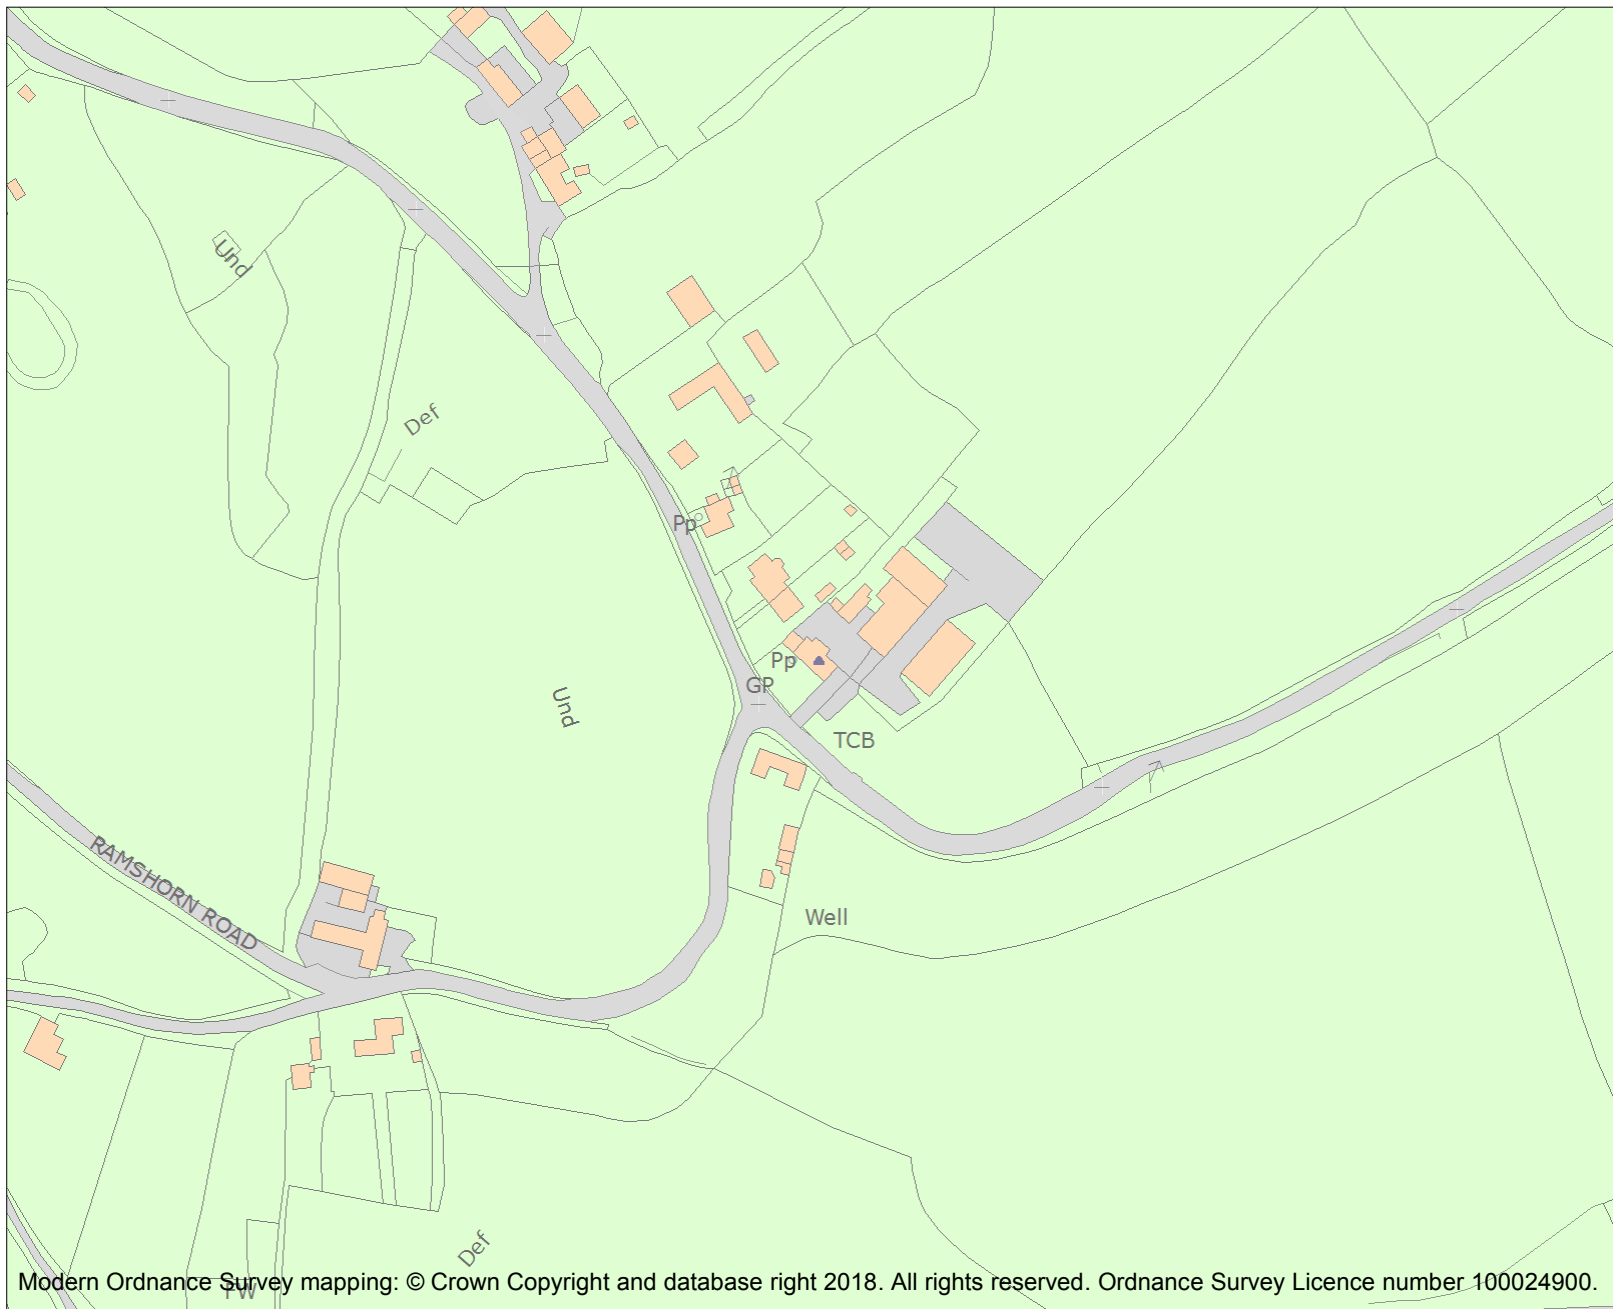 Und
Def
Pp
Pp
GP
Und
TCB
RAMSHORN ROAD
Well
Def
FW
Modern Ordnance Survey mapping: © Crown Copyright and database right 2018. All rights reserved. Ordnance Survey Licence number 100024900.